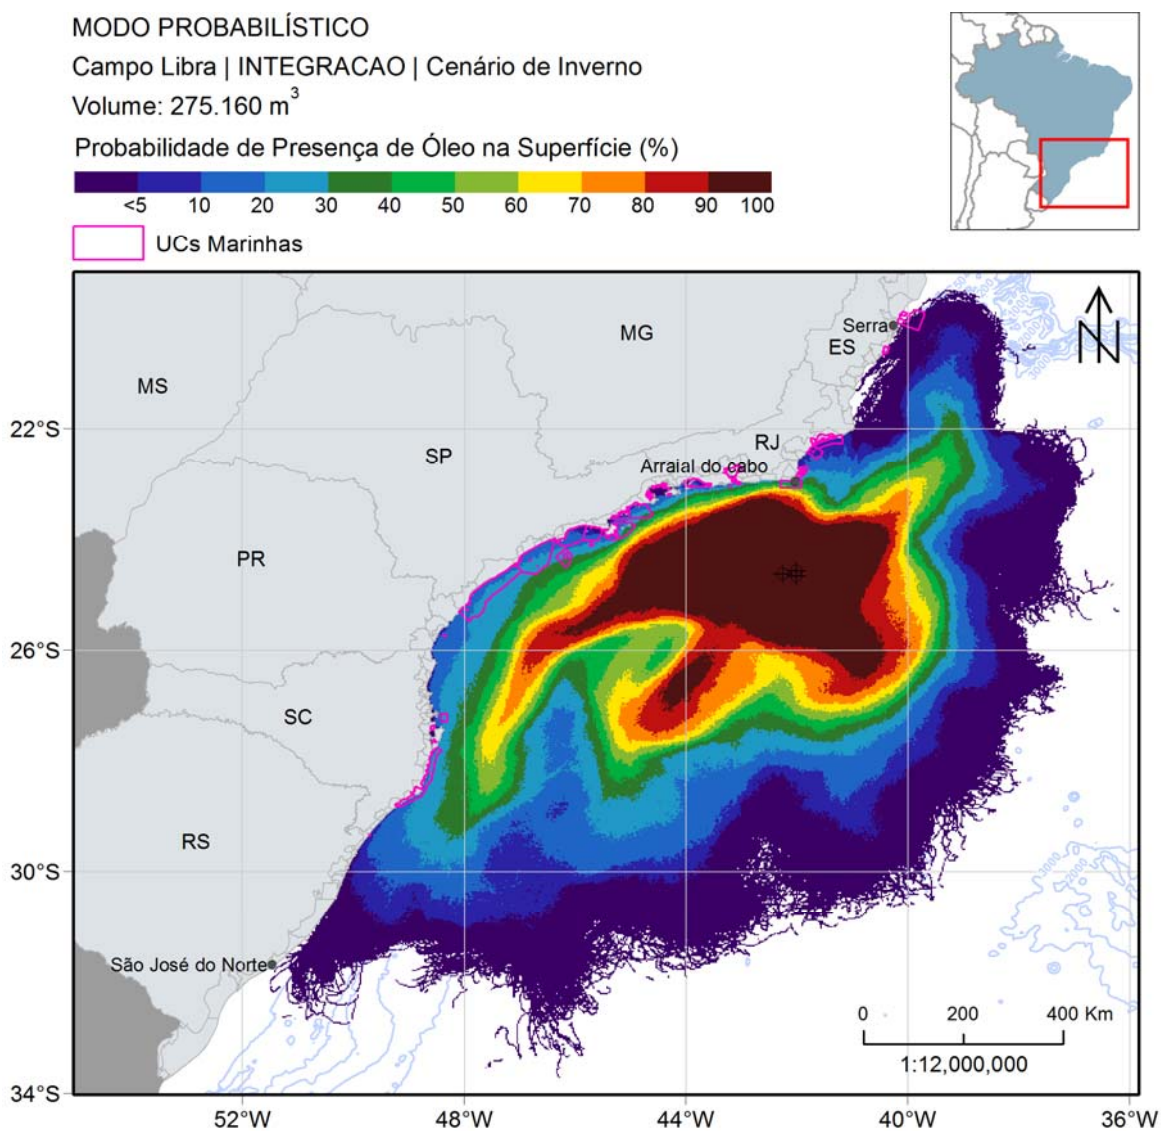 MODO PROBABILÍSTICO
Campo Libra | INTEGRACAO | Cenário de Inverno
Volume: 275.160 m³
Probabilidade de Presença de Óleo na Superfície (%)
<5 10 20 30 40 50 60 70 80 90 100
UCs Marinhas
N
Serra
MG
ES
MS
22°S
RJ
SP
Arraial do cabo
PR
26°S
SC
RS
30°S
São José do Norte
0 200 400 Km
1:12,000,000
34°S
52°W 48°W 44°W 40°W 36°W